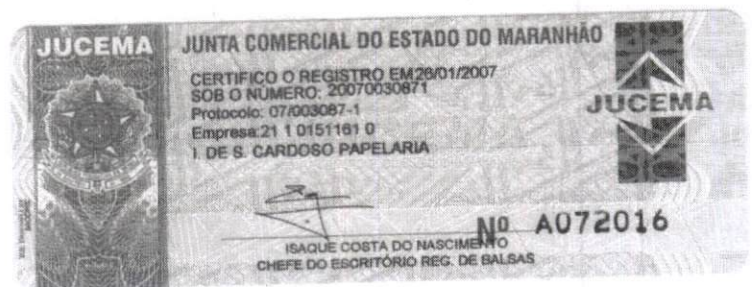 JUCEMA
JUNTA COMERCIAL DO ESTADO DO MARANHÃO
CERTIFICO O REGISTRO EM 26/01/2007
SOB O NÚMERO: 20070030871
Protocolo: 07/003087-1
Empresa: 21 1 0151161 0
I. DE S. CARDOSO PAPELARIA
JUCEMA
Nº A072016
ISAQUE COSTA DO NASCIMENTO
CHEFE DO ESCRITÓRIO REG. DE BALSAS